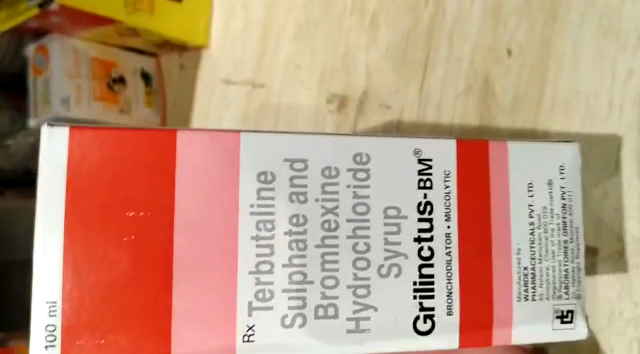 100 ml
Rx Terbutaline
Sulphate and
Bromhexine
Hydrochloride
Syrup
Grilinctus-BM®
BRONCHODILATOR • MUCOLYTIC
Manufactured by :
WARDEX
PHARMACEUTICALS PVT. LTD.
LABORATORIES GRIFFON PVT. LTD.